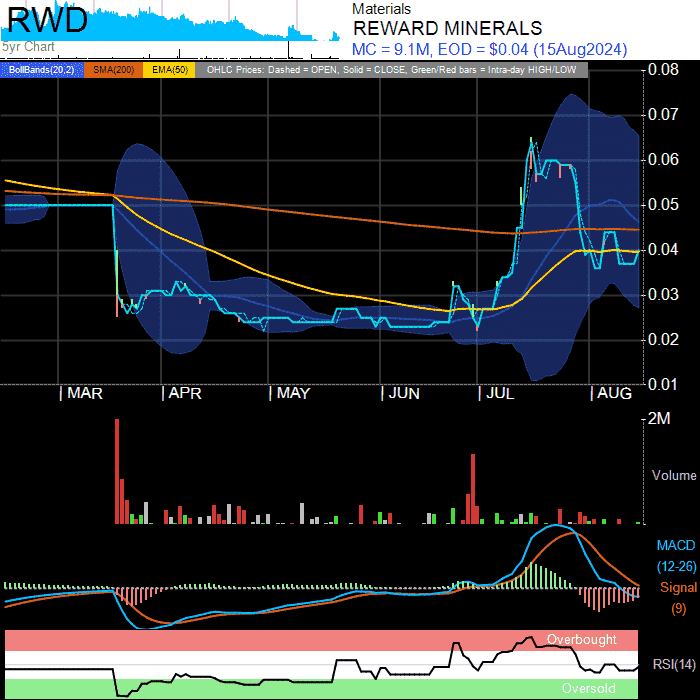 RWD
5yr Chart
Materials
REWARD MINERALS
MC = 9.1M, EOD = $0.04 (15Aug2024)
BollBands(20,2) SMA(200) EMA(50) OHLC Prices: Dashed = OPEN, Solid = CLOSE, Green/Red bars = Intra-day HIGH/LOW
0.08
0.07
0.06
0.05
0.04
0.03
0.02
0.01
MAR APR MAY JUN JUL AUG
2M
Volume
MACD
(12-26)
Signal
(9)
Overbought
RSI(14)
Oversold